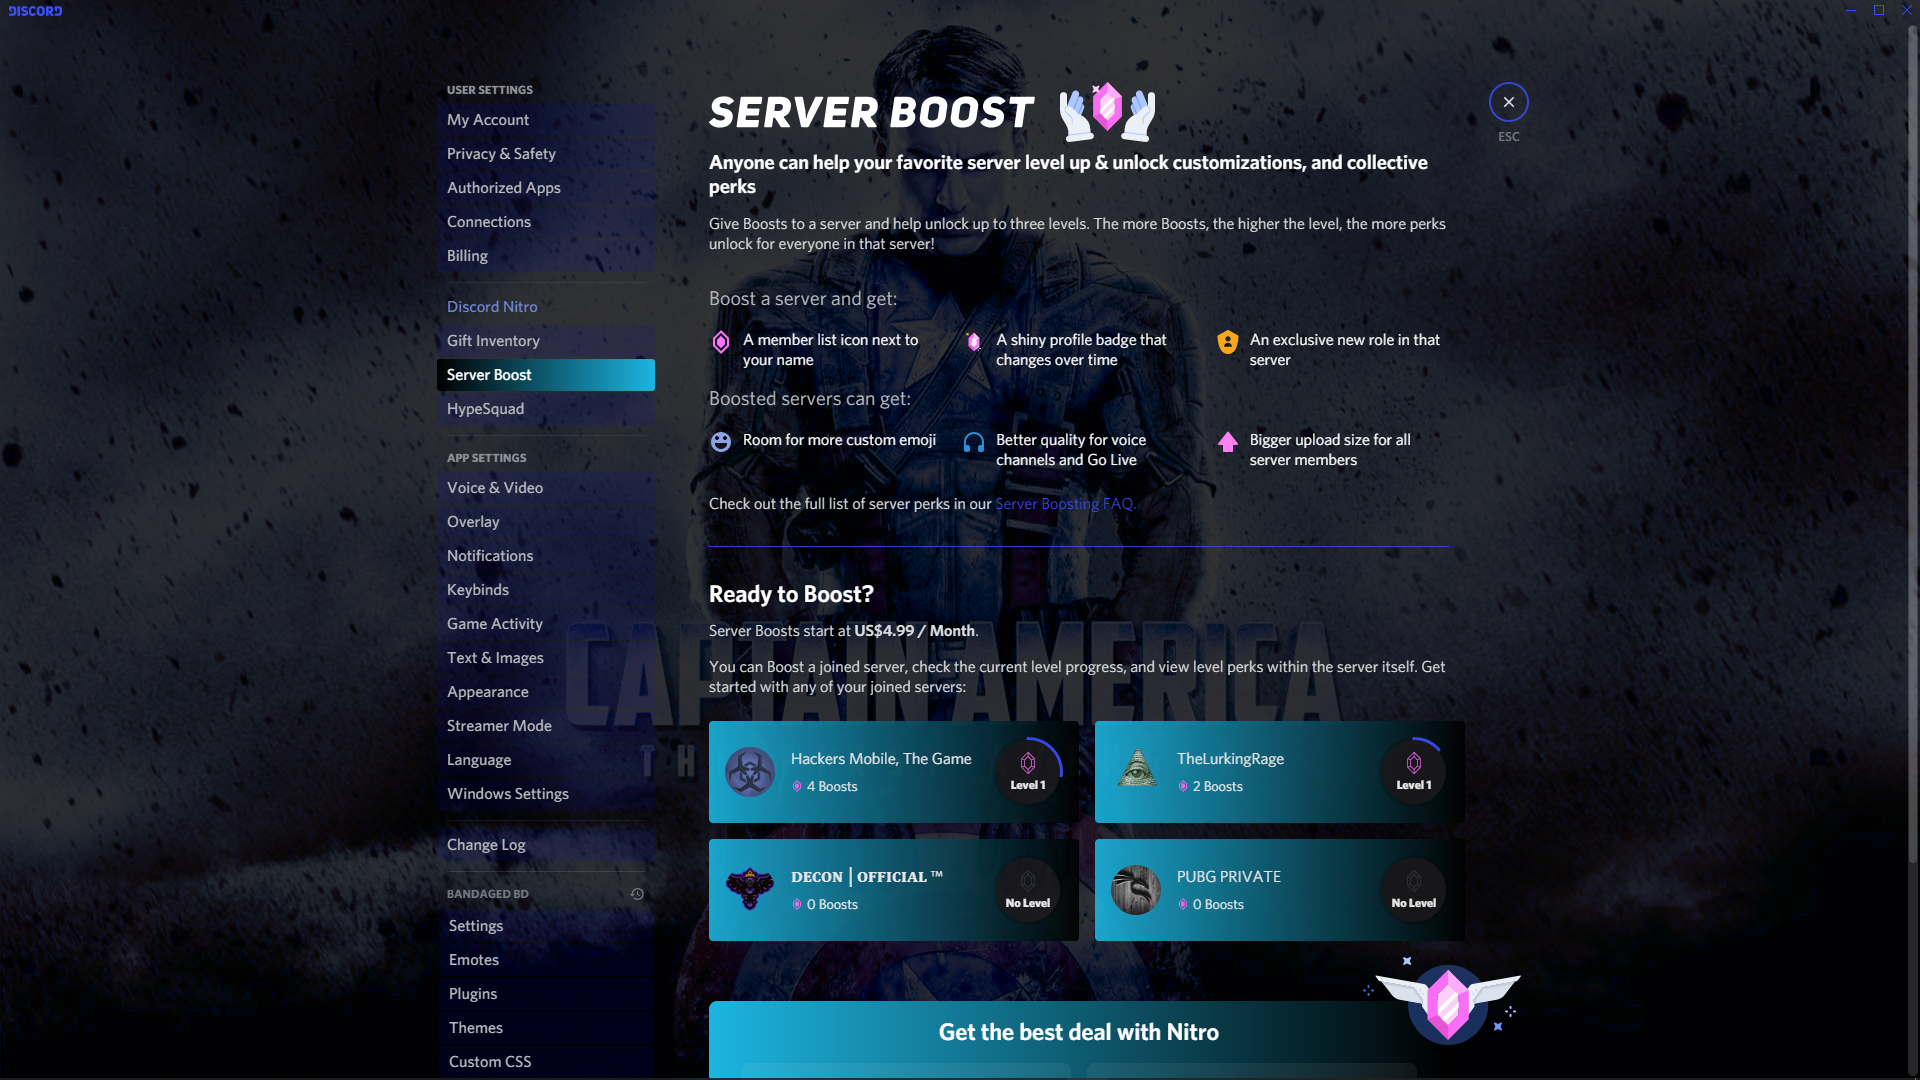 DISCORD
USER SETTINGS
My Account
Privacy & Safety
Authorized Apps
Connections
Billing
Discord Nitro
Gift Inventory
Server Boost
HypeSquad
APP SETTINGS
Voice & Video
Overlay
Notifications
Keybinds
Game Activity
Text & Images
Appearance
Streamer Mode
Language
Windows Settings
Change Log
BANDAGED BD
Settings
Emotes
Plugins
Themes
Custom CSS
SERVER BOOST
ESC
Anyone can help your favorite server level up & unlock customizations, and collective
perks
Give Boosts to a server and help unlock up to three levels. The more Boosts, the higher the level, the more perks
unlock for everyone in that server!
Boost a server and get:
A member list icon next to
your name
A shiny profile badge that
changes over time
An exclusive new role in that
server
Boosted servers can get:
Room for more custom emoji
Better quality for voice
channels and Go Live
Bigger upload size for all
server members
Check out the full list of server perks in our Server Boosting FAQ.
Ready to Boost?
Server Boosts start at US$4.99 / Month.
CAPTAIN AMERICA
TH
You can Boost a joined server, check the current level progress, and view level perks within the server itself. Get
started with any of your joined servers:
Hackers Mobile, The Game
4 Boosts
Level 1
TheLurkingRage
2 Boosts
Level 1
DECON | OFFICIAL ™
0 Boosts
No Level
PUBG PRIVATE
0 Boosts
No Level
Get the best deal with Nitro